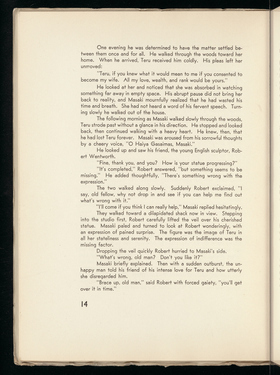 One evening he was determined to have the matter settled be-
tween them once and for all. He walked through the woods toward her
home. When he arrived, Teru received him coldly. His pleas left her
unmoved:
"Teru, if you knew what it would mean to me if you consented to
become my wife. All my love, wealth, and rank would be yours."
He looked at her and noticed that she was absorbed in watching
something far away in empty space. His abrupt pause did not bring her
back to reality, and Masaki mournfully realized that he had wasted his
time and breath. She had not heard a word of his fervent speech. Turn-
ing slowly he walked out of the house.
The following morning as Masaki walked slowly through the woods,
Teru strode past without a glance in his direction. He stopped and looked
back, then continued walking with a heavy heart. He knew, then, that
he had lost Teru forever. Masaki was aroused from his sorrowful thoughts
by a cheery voice, "O Heiyo Gasaimas, Masaki."
He looked up and saw his friend, the young English sculptor, Rob-
ert Wentworth.
"Fine, thank you, and you? How is your statue progressing?"
"It's completed," Robert answered, "but something seems to be
missing." He added thoughtfully, "There's something wrong with the
expression."
The two walked along slowly. Suddenly Robert exclaimed, "I
say, old fellow, why not drop in and see if you can help me find out
what's wrong with it."
"I'll come if you think I can really help," Masaki replied hesitatingly.
They walked toward a dilapidated shack now in view. Stepping
into the studio first, Robert carefully lifted the veil over his cherished
statue. Masaki paled and turned to look at Robert wonderingly, with
an expression of pained surprise. The figure was the image of Teru in
all her stateliness and serenity. The expression of indifference was the
missing factor.
Dropping the veil quickly Robert hurried to Masaki's side.
"What's wrong, old man? Don't you like it?"
Masaki briefly explained. Then with a sudden outburst, the un-
happy man told his friend of his intense love for Teru and how utterly
she disregarded him.
"Brace up, old man," said Robert with forced gaiety, "you'll get
over it in time."
14